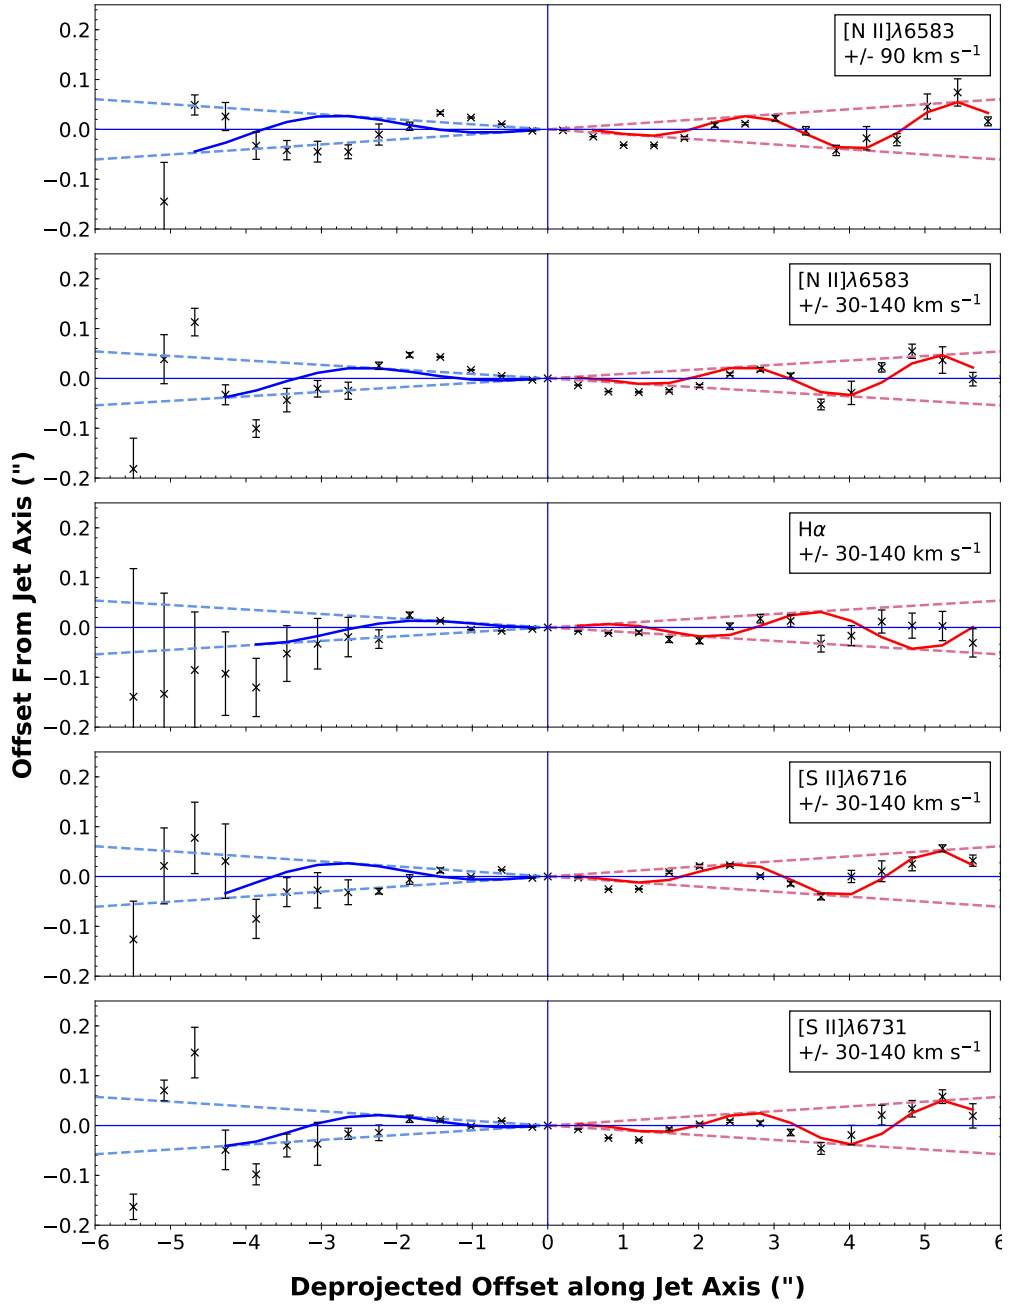 Offset From Jet Axis (")
0.2
0.1
0.0
−0.1
−0.2
[N II]λ6583
+/- 90 km s⁻¹
0.2
0.1
0.0
−0.1
−0.2
[N II]λ6583
+/- 30-140 km s⁻¹
0.2
0.1
0.0
−0.1
−0.2
Hα
+/- 30-140 km s⁻¹
0.2
0.1
0.0
−0.1
−0.2
[S II]λ6716
+/- 30-140 km s⁻¹
0.2
0.1
0.0
−0.1
−0.2
[S II]λ6731
+/- 30-140 km s⁻¹
−6 −5 −4 −3 −2 −1 0 1 2 3 4 5 6
Deprojected Offset along Jet Axis (")